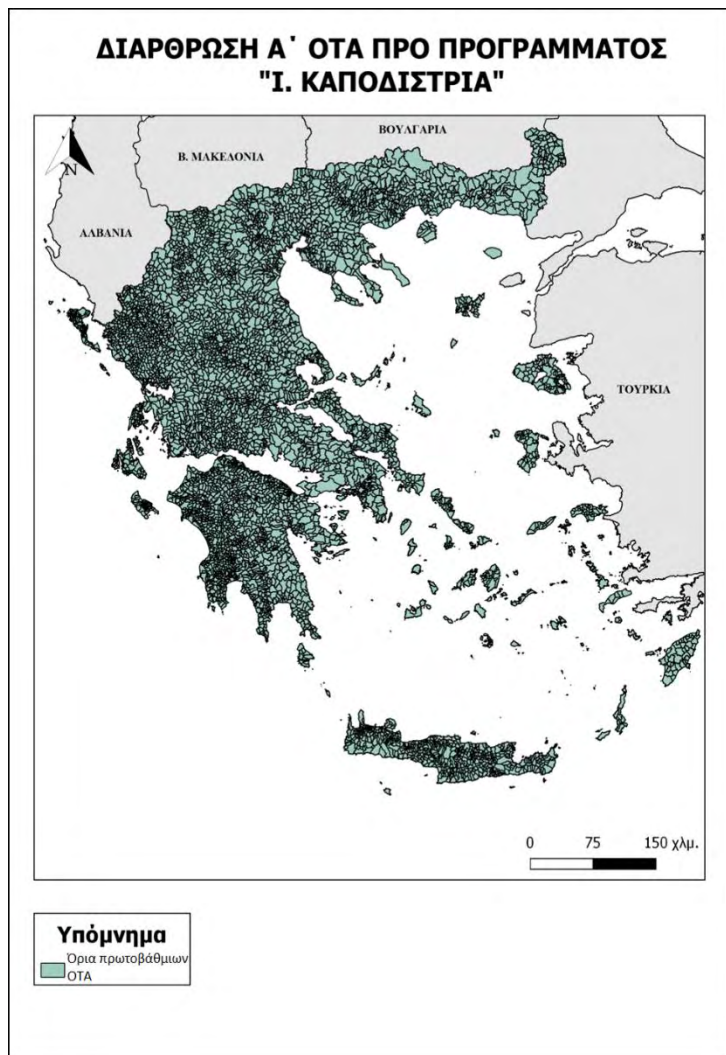 ΔΙΑΡΘΡΩΣΗ Α΄ ΟΤΑ ΠΡΟ ΠΡΟΓΡΑΜΜΑΤΟΣ
"Ι. ΚΑΠΟΔΙΣΤΡΙΑ"
ΒΟΥΛΓΑΡΙΑ
Β. ΜΑΚΕΔΟΝΙΑ
N
ΑΛΒΑΝΙΑ
ΤΟΥΡΚΙΑ
0 75 150 χλμ.
Υπόμνημα
Όρια πρωτοβάθμιων
ΟΤΑ